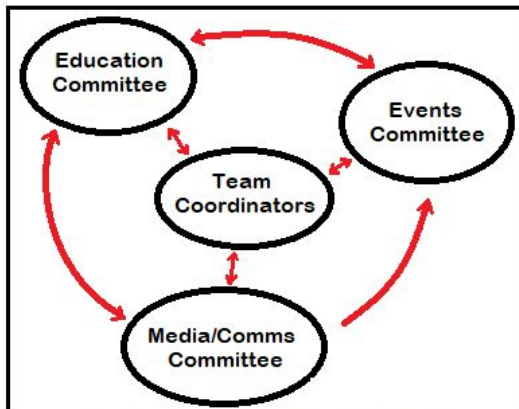 Education
Committee
Events
Committee
Team
Coordinators
Media/Comms
Committee